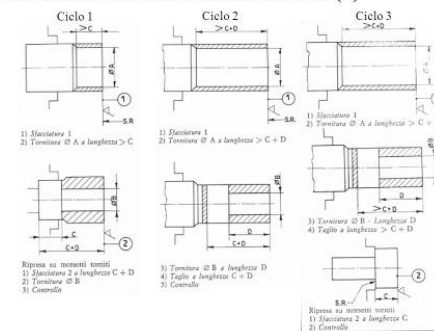 Ciclo 1
> C
Ø A
1
S.R.
1) Sfacciatura 1
2) Tornitura Ø A a lunghezza > C
ØB
C
C+D
2
Ripresa su morsetti torniti
1) Sfacciatura 2 a lunghezza C + D
2) Tornitura Ø B
3) Controllo
Ciclo 2
> C+D
Ø A
1
S.R.
1) Sfacciatura 1
2) Tornitura Ø A a lunghezza > C + D
ØB
D
C+D
3) Tornitura Ø B a lunghezza D
4) Taglio a lunghezza C + D
5) Controllo
Ciclo 3
> C+D
Ø A
1
1) Sfacciatura 1
2) Tornitura Ø A a lunghezza > C + D
ØB
D
> C+D
3) Tornitura Ø B - Lunghezza D
4) Taglio a lunghezza > C + D
2
S.R.
C
Ripresa su morsetti torniti
1) Sfacciatura 2 a lunghezza C
2) Controllo